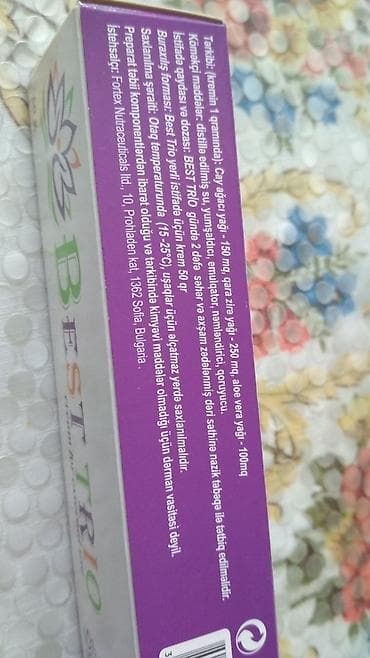 Tərkibi: (kremin 1 qramında): Çay ağacı yağı - 150 mq, qara zirə yağı - 250 mq, aloe vera yağı - 100mq
Köməkçi maddələr: distillə edilmiş su, yumşaldıcı, emulqator, nəmləndirici, qoruyucu.
İstifadə qaydası və dozası: BEST TRİO gündə 2 dəfə səhər və axşam zədələnmiş dəri səthinə nazik təbəqə ilə tətbiq edilməlidir.
Buraxılış forması: Best Trio yerli istifadə üçün krem 50 qr
Saxlanılma şəraiti: Otaq temperaturunda (15-25°C), uşaqlar üçün əlçatmaz yerdə saxlanılmalıdır.
Preparat təbii komponentlərdən ibarət olduğu və tərkibində kimyəvi maddələr olmadığı üçün dərman vasitəsi deyil.
İstehsalçı: Fortex Nutraceuticals ltd., 10, Prohladen kat, 1362 Sofia, Bulgaria.
BEST TRIO